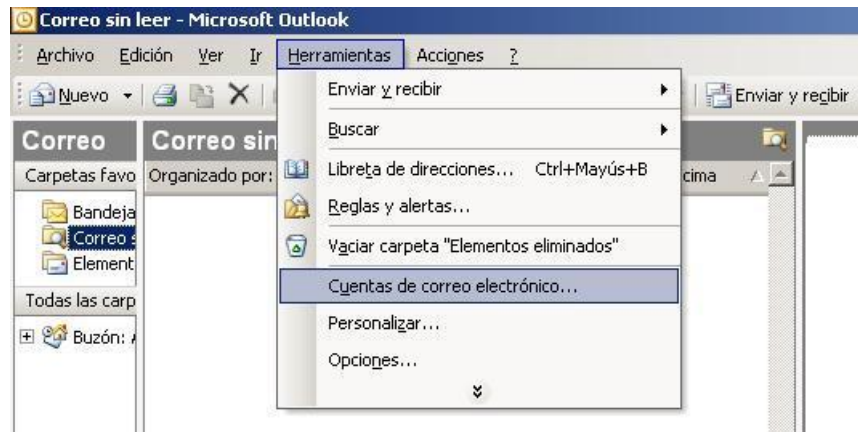 Correo sin leer - Microsoft Outlook
Archivo Edición Ver Ir Herramientas Acciones ?
Nuevo Enviar y recibir
Enviar y recibir
Buscar
Libreta de direcciones... Ctrl+Mayús+B
Reglas y alertas...
Vaciar carpeta "Elementos eliminados"
Cuentas de correo electrónico...
Personalizar...
Opciones...
Correo
Carpetas favo
Bandeja
Correo s
Element
Todas las carp
Buzón:
Correo sin
Organizado por: cima